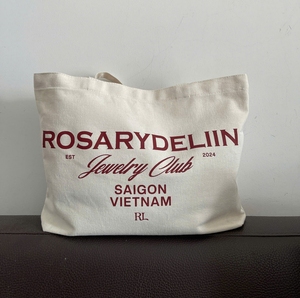 ROSARYDELIIN
EST Jewelry Club 2024
SAIGON
VIETNAM
RL